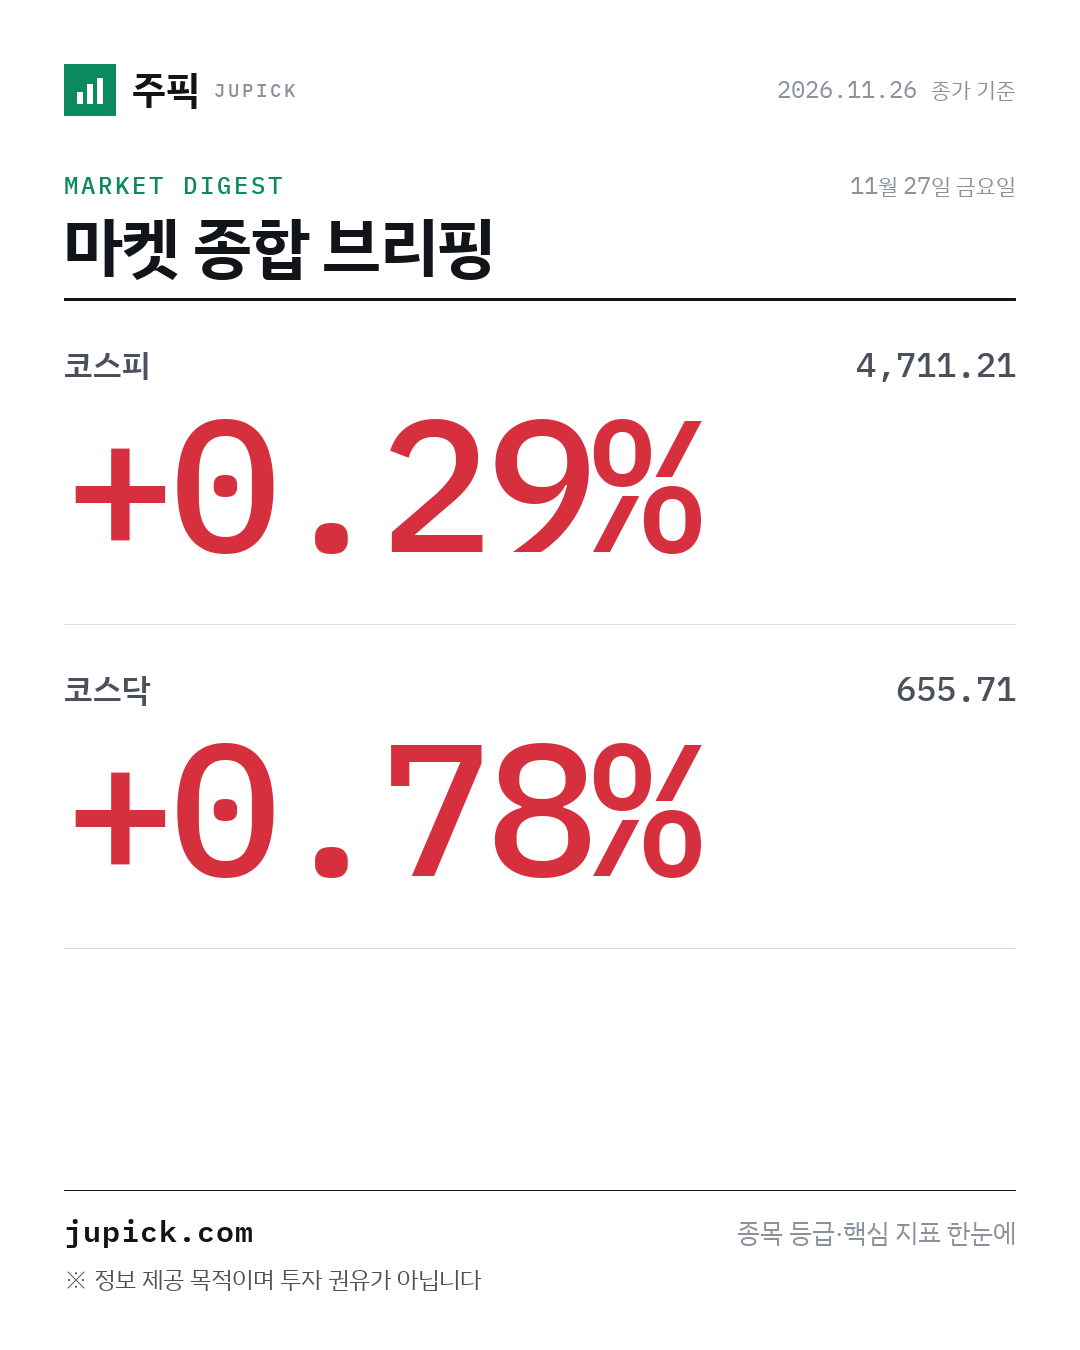 주픽 JUPICK 2026.11.26 종가 기준
MARKET DIGEST 11월 27일 금요일
마켓 종합 브리핑
코스피 4,711.21
+0.29%
코스닥 655.71
+0.78%
jupick.com 종목 등급·핵심 지표 한눈에
※ 정보 제공 목적이며 투자 권유가 아닙니다